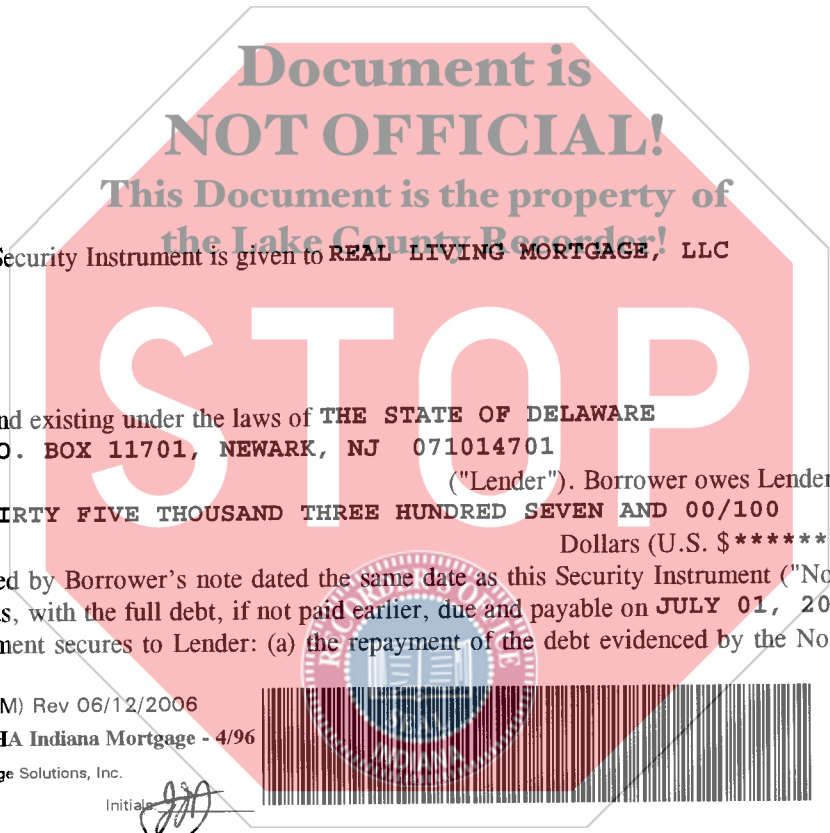 Document is
NOT OFFICIAL!
This Document is the property of
the Lake County Recorder!
Security Instrument is given to REAL LIVING MORTGAGE, LLC
STOP
nd existing under the laws of THE STATE OF DELAWARE
O. BOX 11701, NEWARK, NJ 071014701
("Lender"). Borrower owes Lender
IRTY FIVE THOUSAND THREE HUNDRED SEVEN AND 00/100
Dollars (U.S. $******
ed by Borrower's note dated the same date as this Security Instrument ("No
s, with the full debt, if not paid earlier, due and payable on JULY 01, 20
ment secures to Lender: (a) the repayment of the debt evidenced by the No
RECORDER'S OFFICE
SEAL
INDIANA
M) Rev 06/12/2006
HA Indiana Mortgage - 4/96
ge Solutions, Inc.
Initials: